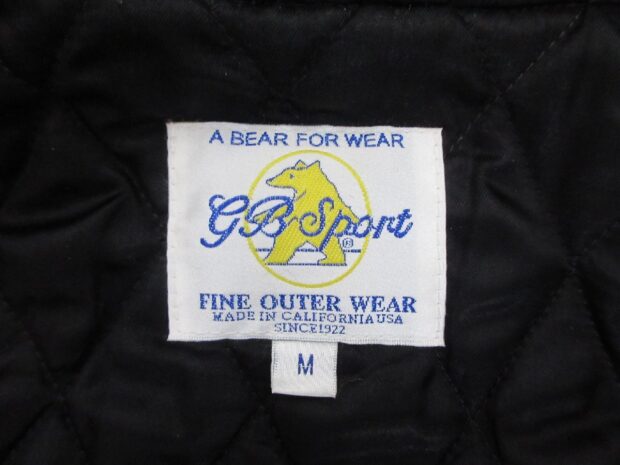 A BEAR FOR WEAR
GB Sport ®
FINE OUTER WEAR
MADE IN CALIFORNIA USA
SINCE1922
M